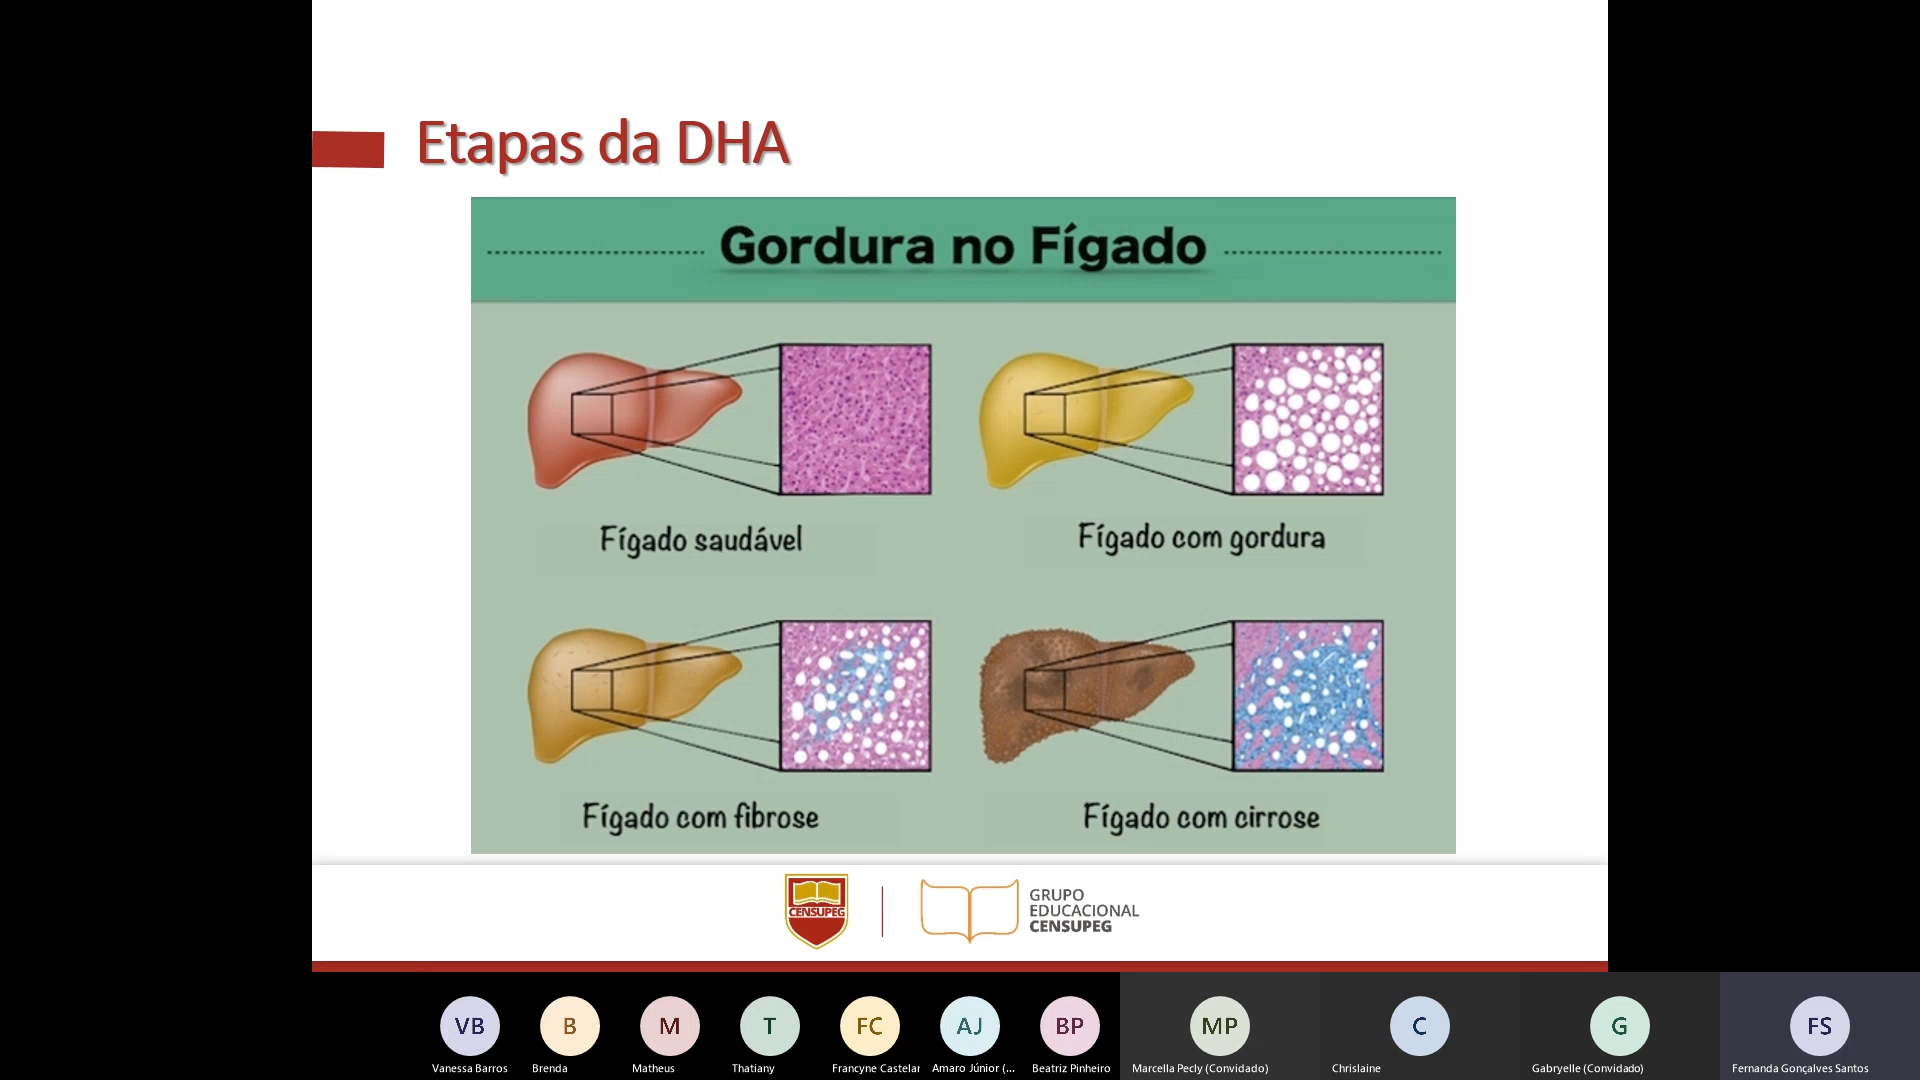 Etapas da DHA
Gordura no Fígado
Fígado saudável
Fígado com gordura
Fígado com fibrose
Fígado com cirrose
CENSUPEG
GRUPO
EDUCACIONAL
CENSUPEG
VB
B
M
T
FC
AJ
BP
MP
C
G
FS
Vanessa Barros
Brenda
Matheus
Thatiany
Francyne Castelar
Amaro Júnior (...
Beatriz Pinheiro
Marcella Pecly (Convidado)
Chrislaine
Gabryelle (Convidado)
Fernanda Gonçalves Santos